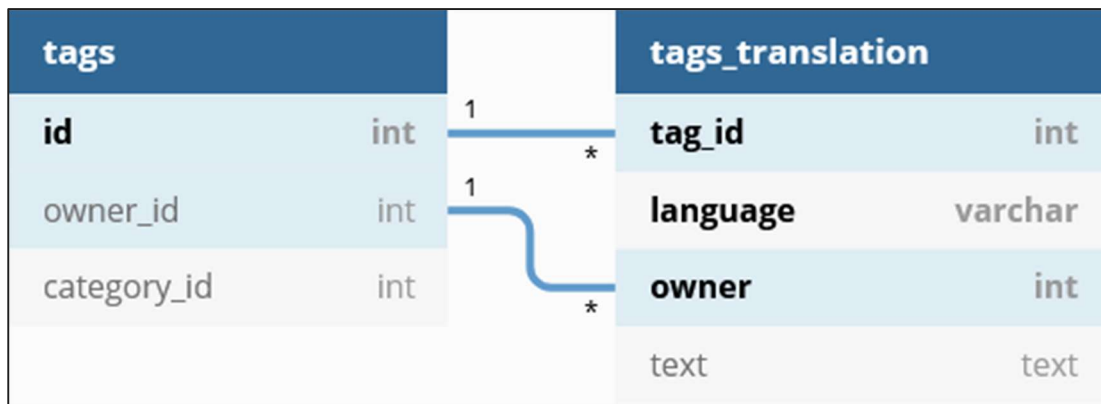 tags
id int
owner_id int
category_id int
1
*
1
*
tags_translation
tag_id int
language varchar
owner int
text text